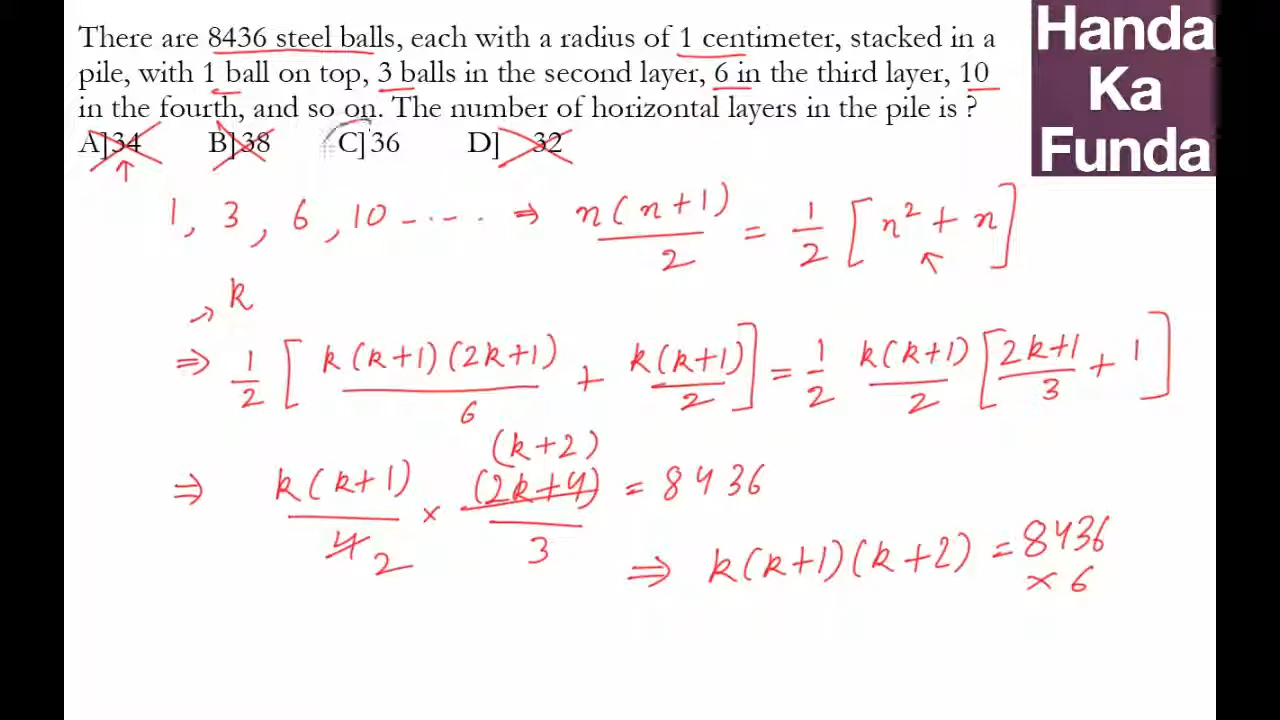 There are 8436 steel balls, each with a radius of 1 centimeter, stacked in a
pile, with 1 ball on top, 3 balls in the second layer, 6 in the third layer, 10
in the fourth, and so on. The number of horizontal layers in the pile is ?
A] 34 B] 38 C] 36 D] 32
Handa
Ka
Funda
1, 3, 6, 10 ------ ⇒ n(n+1)/2 = 1/2 [n² + n]
→ k
⇒ 1/2 [k(k+1)(2k+1)/6 + k(k+1)/2] = 1/2 k(k+1)/2 [2k+1/3 + 1]
(k+2)
⇒ k(k+1)/4 2 × (2k+4)/3 = 8436
⇒ k(k+1)(k+2) = 8436
× 6